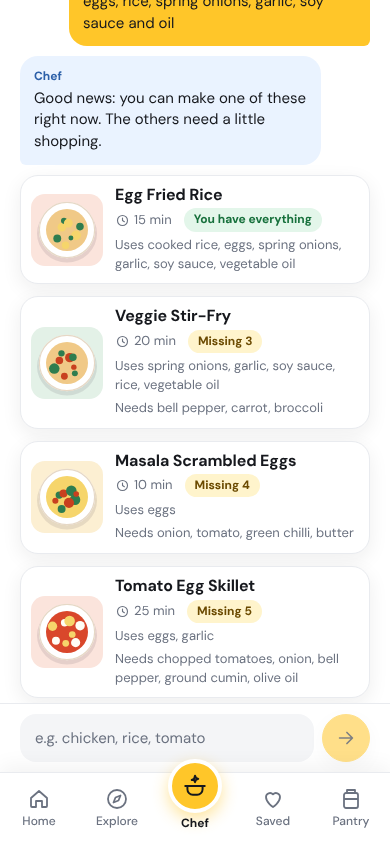 eggs, rice, spring onions, garlic, soy
sauce and oil
Chef
Good news: you can make one of these
right now. The others need a little
shopping.
Egg Fried Rice
15 min You have everything
Uses cooked rice, eggs, spring onions,
garlic, soy sauce, vegetable oil
Veggie Stir-Fry
20 min Missing 3
Uses spring onions, garlic, soy sauce,
rice, vegetable oil
Needs bell pepper, carrot, broccoli
Masala Scrambled Eggs
10 min Missing 4
Uses eggs
Needs onion, tomato, green chilli, butter
Tomato Egg Skillet
25 min Missing 5
Uses eggs, garlic
Needs chopped tomatoes, onion, bell
pepper, ground cumin, olive oil
e.g. chicken, rice, tomato
Home Explore Chef Saved Pantry